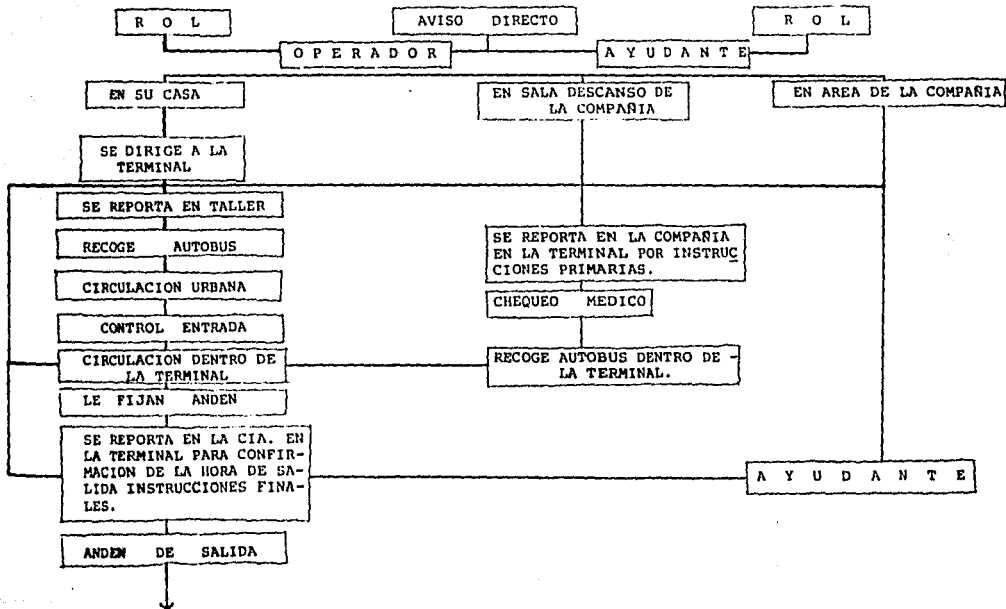 R O L
AVISO DIRECTO
R O L
O P E R A D O R
A Y U D A N T E
EN SU CASA
EN SALA DESCANSO DE
LA COMPAÑIA
EN AREA DE LA COMPAÑIA
SE DIRIGE A LA
TERMINAL
SE REPORTA EN TALLER
RECOGE AUTOBUS
CIRCULACION URBANA
CONTROL ENTRADA
CIRCULACION DENTRO DE
LA TERMINAL
LE FIJAN ANDEN
SE REPORTA EN LA CIA. EN
LA TERMINAL PARA CONFIR-
MACION DE LA HORA DE SA-
LIDA INSTRUCCIONES FINA-
LES.
ANDEN DE SALIDA
SE REPORTA EN LA COMPAÑIA
EN LA TERMINAL POR INSTRUC
CIONES PRIMARIAS.
CHEQUEO MEDICO
RECOGE AUTOBUS DENTRO DE -
LA TERMINAL.
A Y U D A N T E